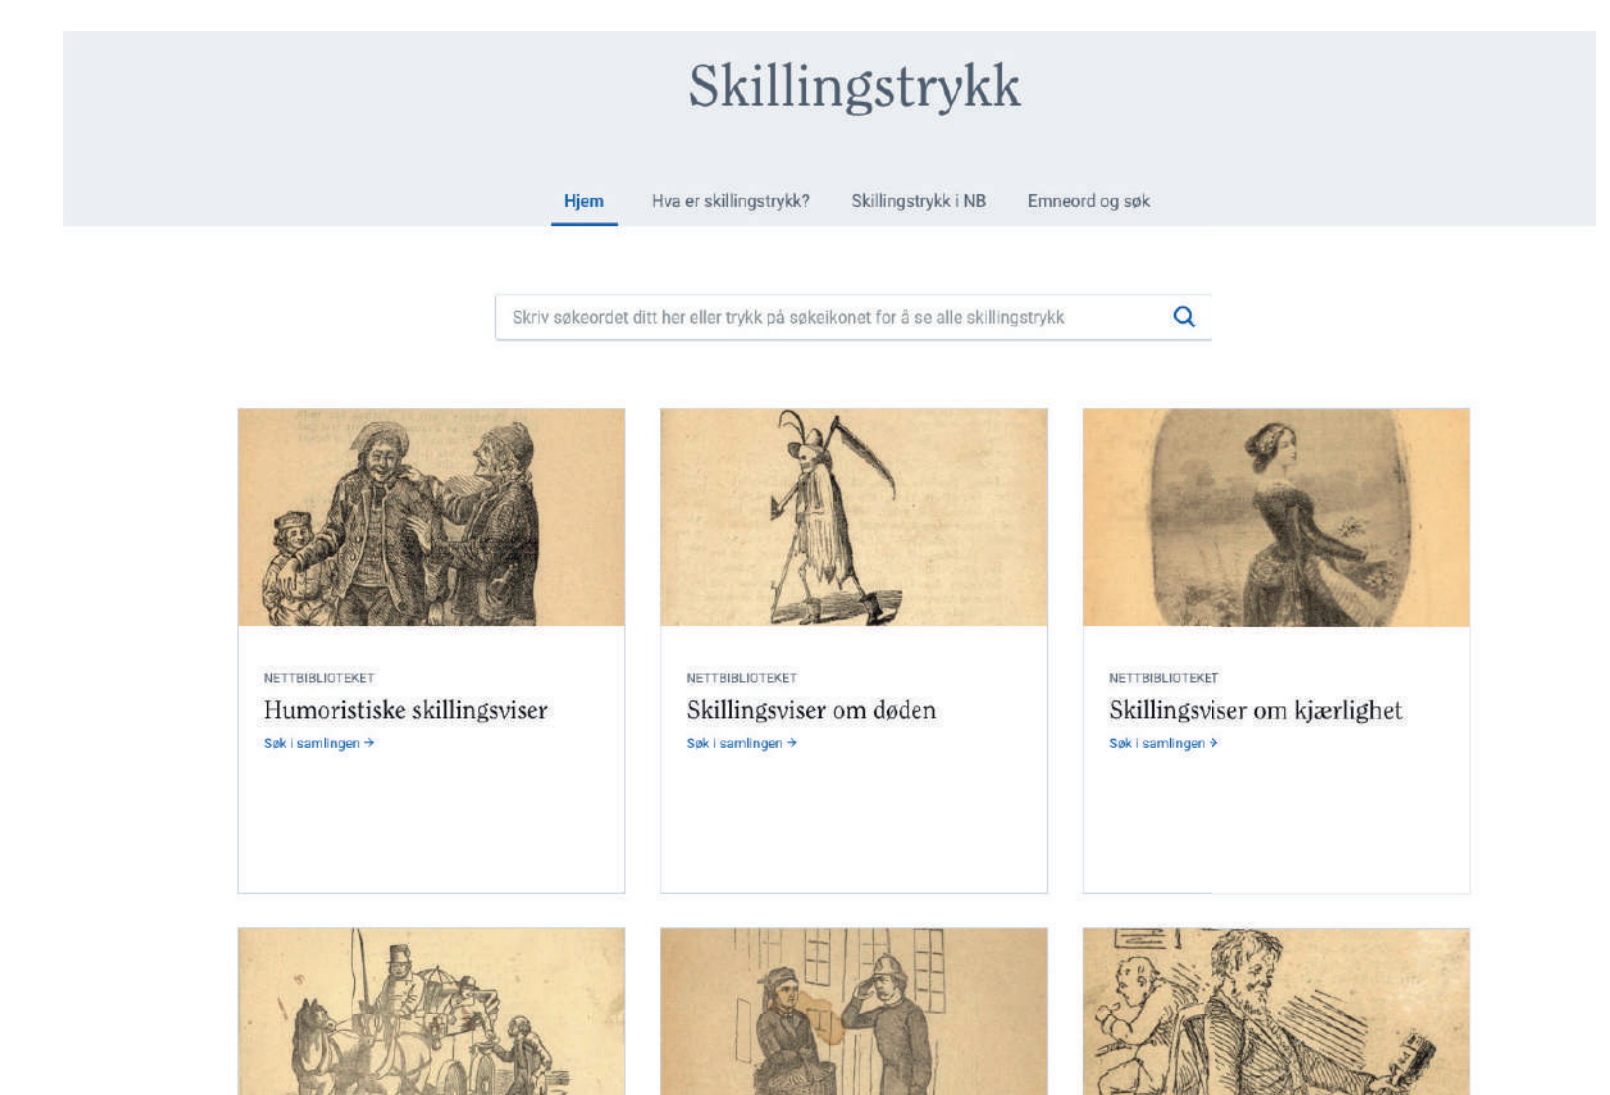 Skillingstrykk
Hjem Hva er skillingstrykk? Skillingstrykk i NB Emneord og søk
Skriv søkeordet ditt her eller trykk på søkeikonet for å se alle skillingstrykk
NETTBIBLIOTEKET
Humoristiske skillingsviser
Søk i samlingen →
NETTBIBLIOTEKET
Skillingsviser om døden
Søk i samlingen →
NETTBIBLIOTEKET
Skillingsviser om kjærlighet
Søk i samlingen →